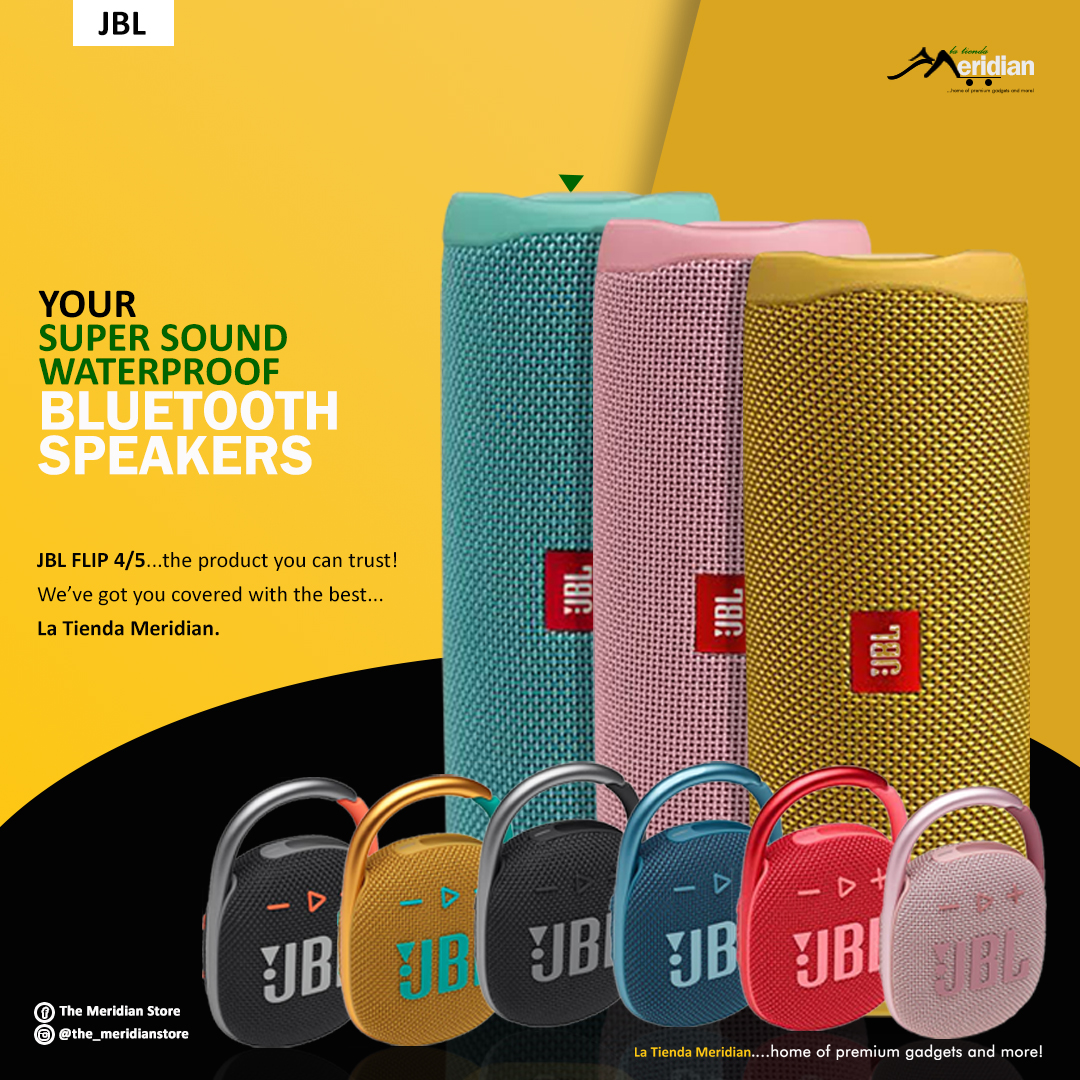 JBL
la tienda
Meridian
...home of premium gadgets and more!
YOUR
SUPER SOUND
WATERPROOF
BLUETOOTH
SPEAKERS
JBL FLIP 4/5...the product you can trust!
We've got you covered with the best...
La Tienda Meridian.
JBL
JBL
JBL
JBL
JBL
JBL
JBL
JBL
JBL
The Meridian Store
@the_meridianstore
La Tienda Meridian....home of premium gadgets and more!